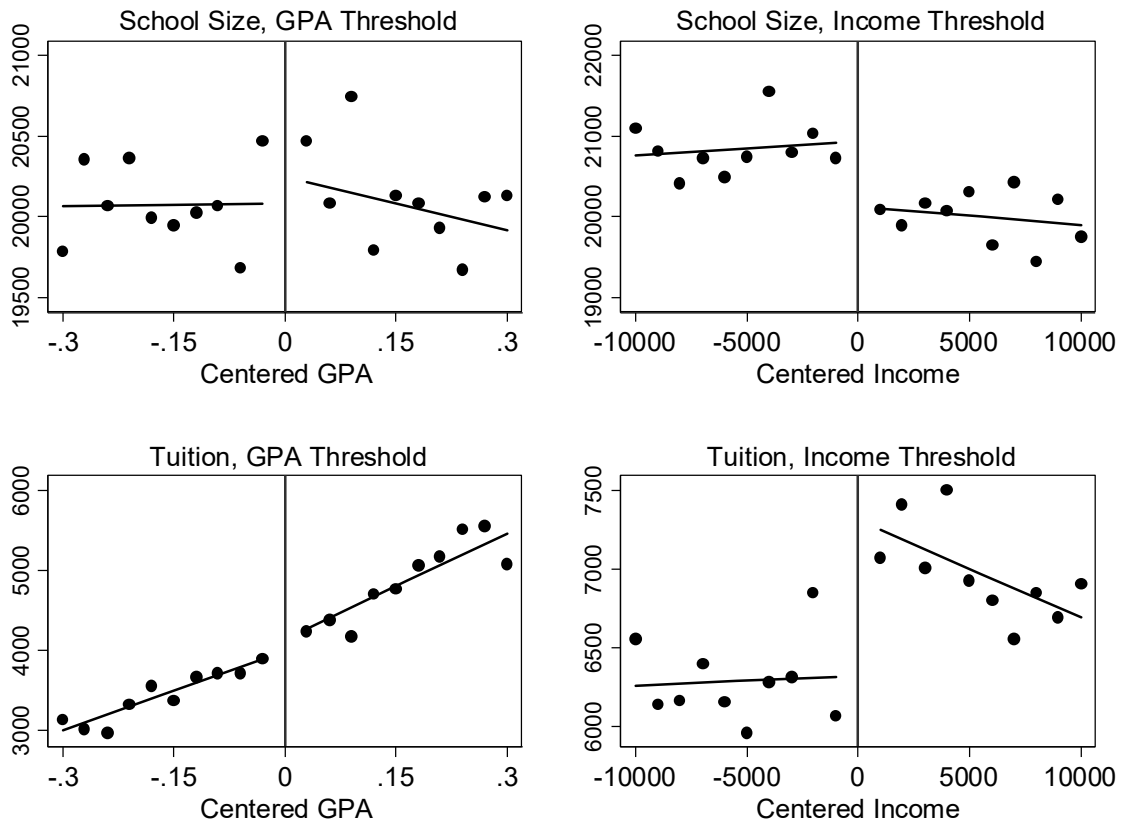 School Size, GPA Threshold
21000
20500
20000
19500
-.3 -.15 0 .15 .3
Centered GPA
School Size, Income Threshold
22000
21000
20000
19000
-10000 -5000 0 5000 10000
Centered Income
Tuition, GPA Threshold
6000
5000
4000
3000
-.3 -.15 0 .15 .3
Centered GPA
Tuition, Income Threshold
7500
7000
6500
6000
-10000 -5000 0 5000 10000
Centered Income